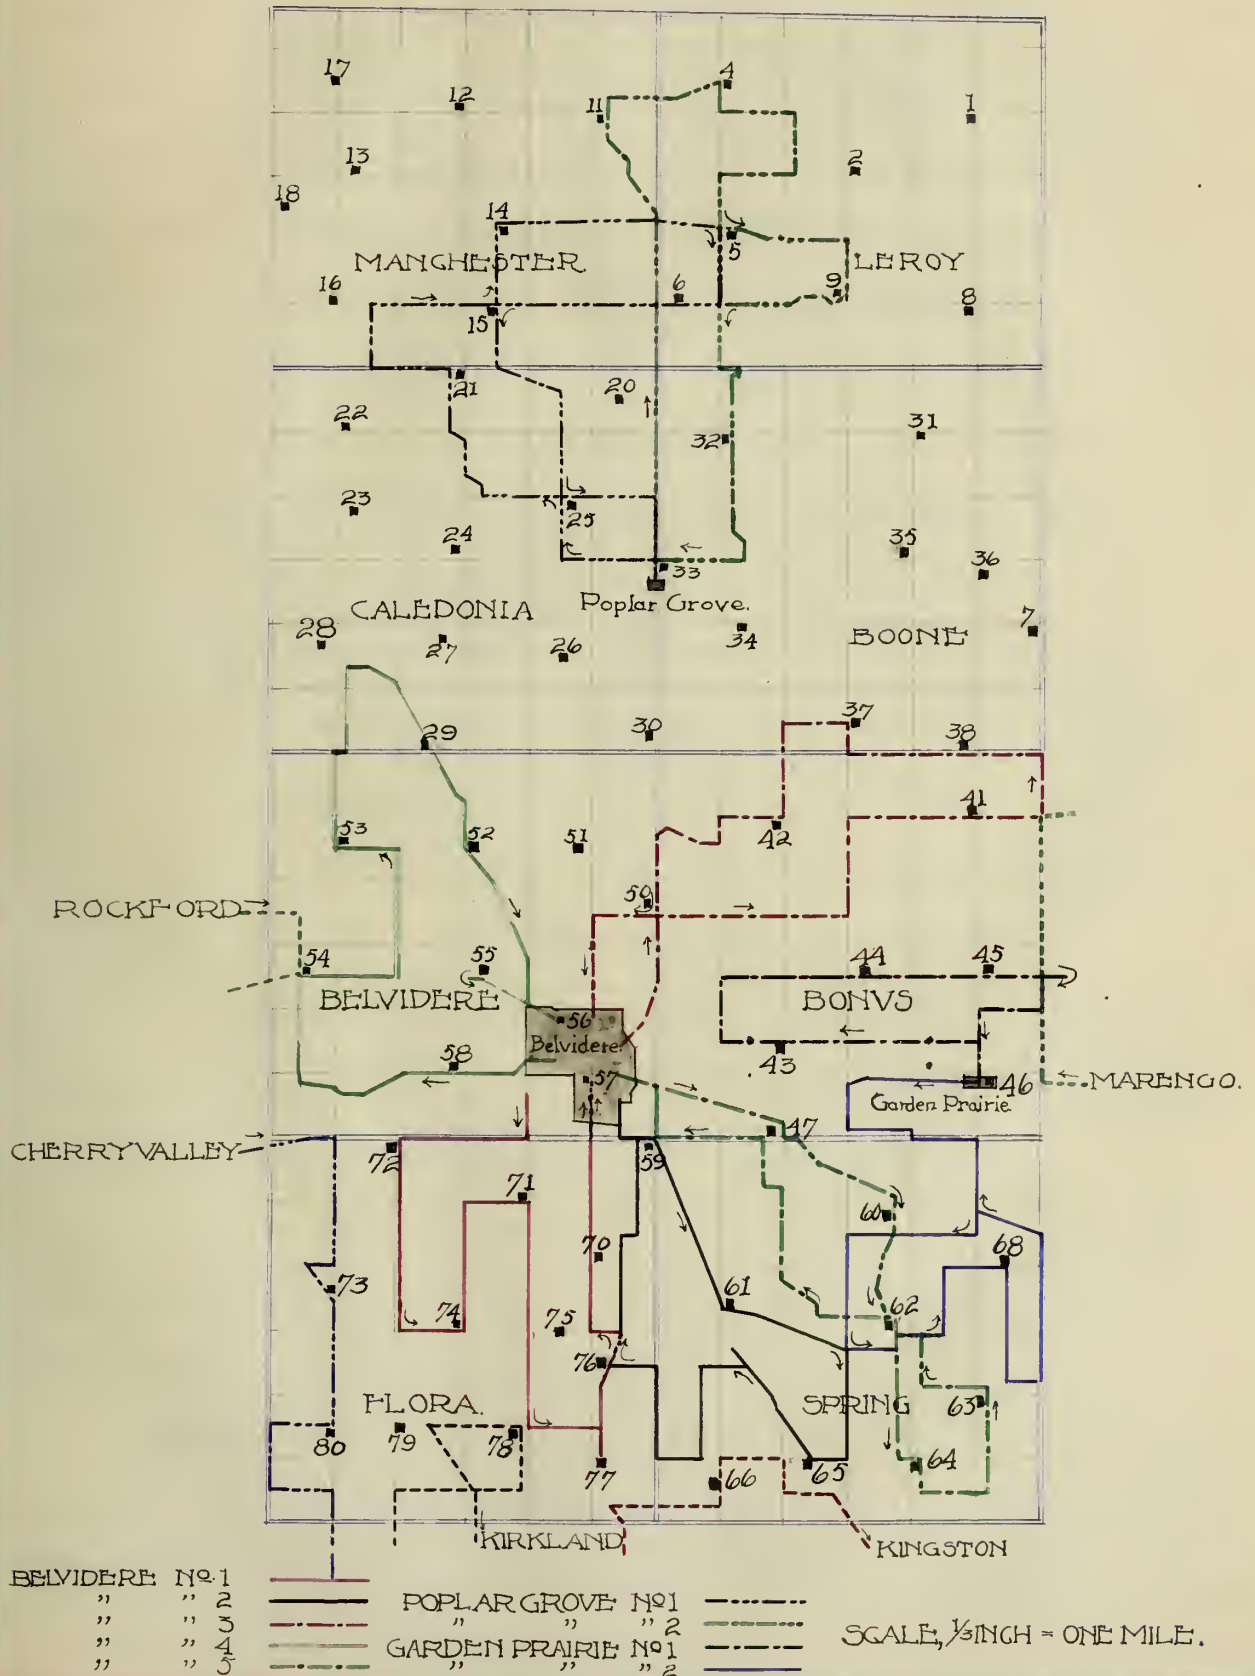 17
12
4
11
1
13
2
18
14
5
MANCHESTER.
LEROY
16
6
9
8
15
21
20
22
32
31
23
25
24
35
36
33
CALEDONIA
Poplar Grove.
28
27
26
34
BOONE
7
29
30
37
38
41
53
52
51
42
50
ROCKFORD
54
55
44
45
BELVIDERE
BONVS
56
Belvidere.
58
57
43
46
MARENGO.
Garden Prairie
CHERRYVALLEY
72
59
47
71
60
70
68
73
61
62
74
75
76
FLORA.
SPRING
63
80
79
78
77
66
65
64
KIRKLAND
KINGSTON
BELVIDERE No. 1
" " 2
" " 3
" " 4
" " 5
POPLAR GROVE No 1
" " " 2
GARDEN PRAIRIE No 1
" " " 2
SCALE, 1/3 INCH = ONE MILE.